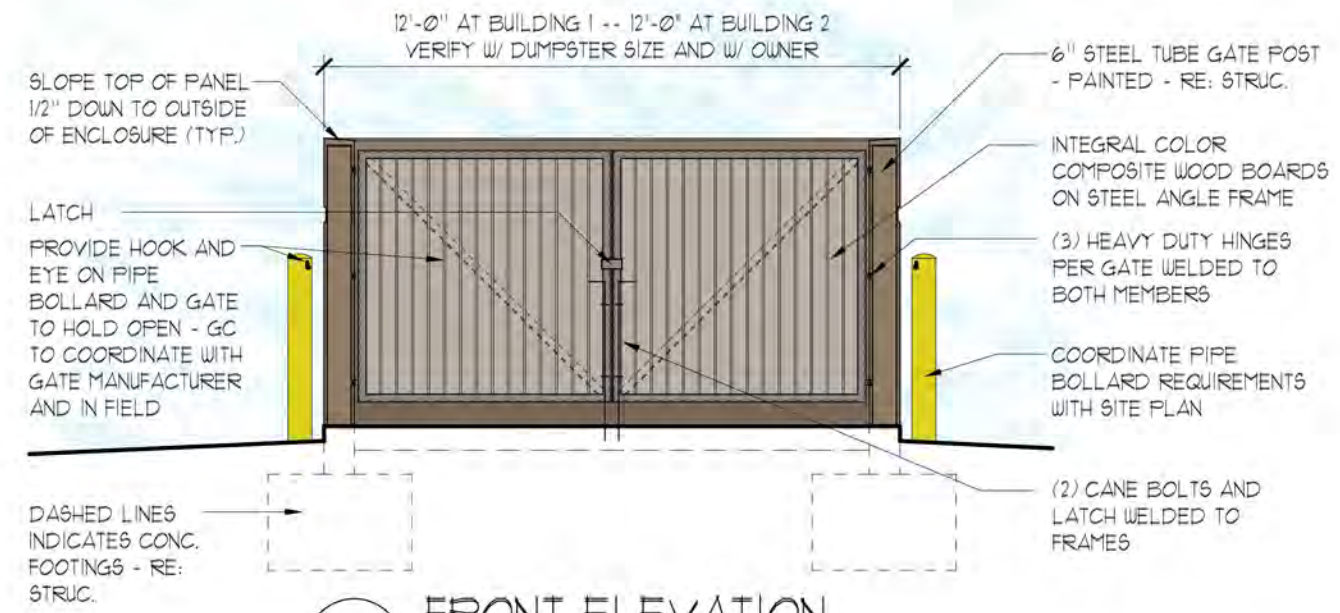 12'-0" AT BUILDING 1 -- 12'-0" AT BUILDING 2
VERIFY W/ DUMPSTER SIZE AND W/ OWNER
SLOPE TOP OF PANEL
1/2" DOWN TO OUTSIDE
OF ENCLOSURE (TYP.)
LATCH
PROVIDE HOOK AND
EYE ON PIPE
BOLLARD AND GATE
TO HOLD OPEN - GC
TO COORDINATE WITH
GATE MANUFACTURER
AND IN FIELD
DASHED LINES
INDICATES CONC.
FOOTINGS - RE:
STRUC.
6" STEEL TUBE GATE POST
- PAINTED - RE: STRUC.
INTEGRAL COLOR
COMPOSITE WOOD BOARDS
ON STEEL ANGLE FRAME
(3) HEAVY DUTY HINGES
PER GATE WELDED TO
BOTH MEMBERS
COORDINATE PIPE
BOLLARD REQUIREMENTS
WITH SITE PLAN
(2) CANE BOLTS AND
LATCH WELDED TO
FRAMES
FRONT ELEVATION